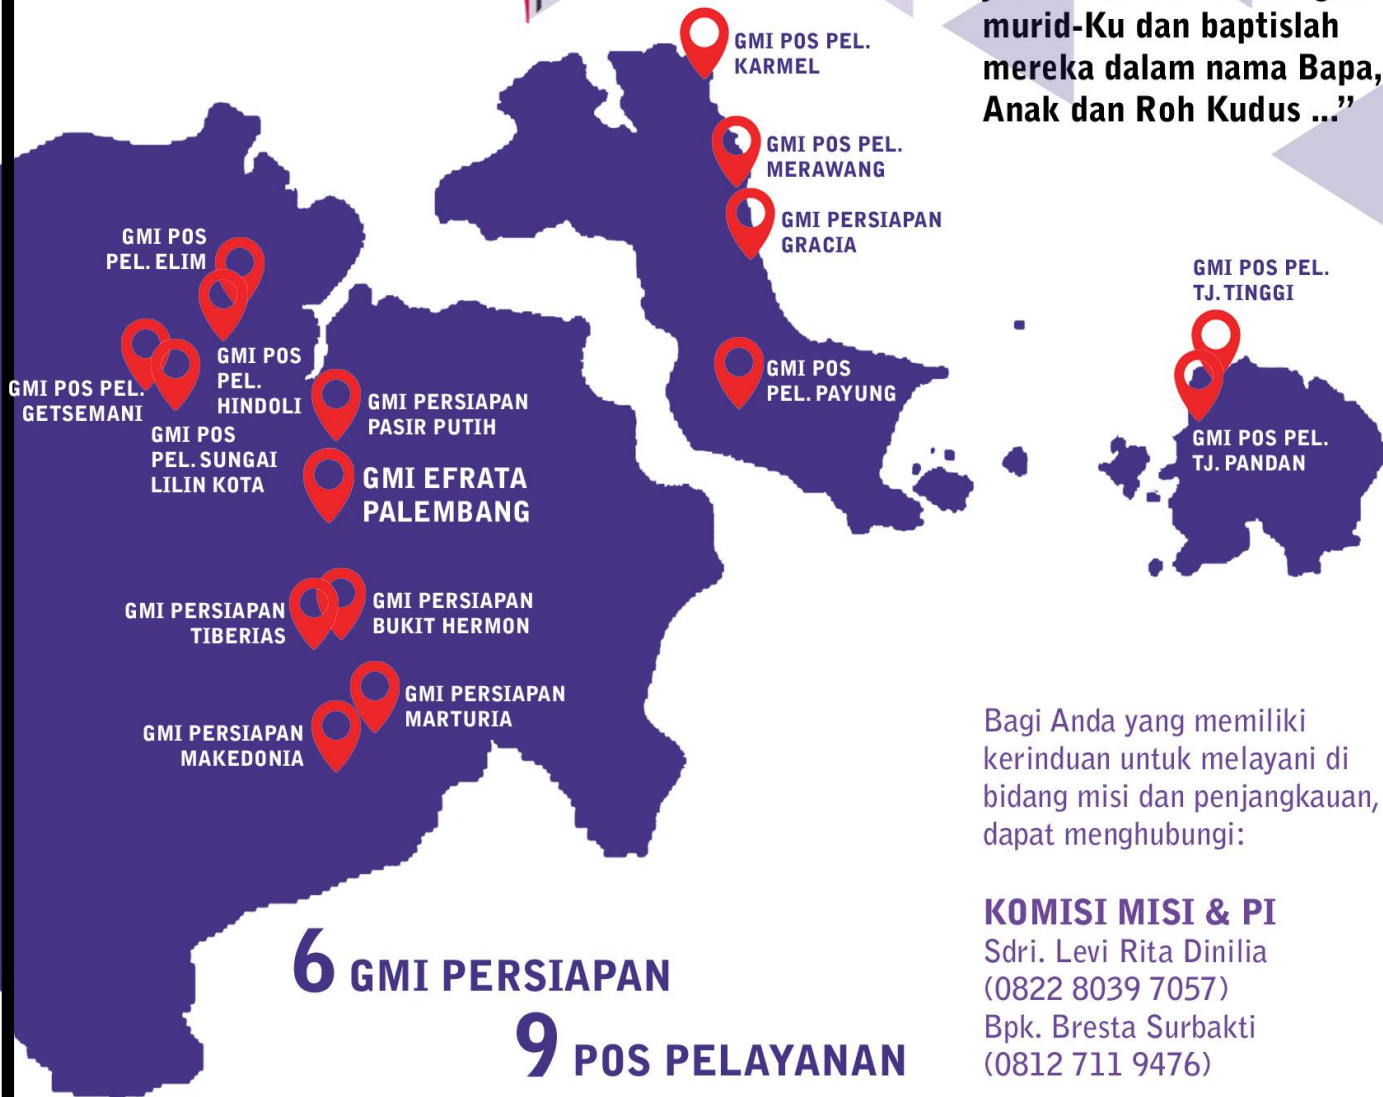 murid-Ku dan baptislah
mereka dalam nama Bapa,
Anak dan Roh Kudus ...”
GMI POS PEL.
KARMEL
GMI POS PEL.
MERAWANG
GMI PERSIAPAN
GRACIA
GMI POS
PEL. ELIM
GMI POS PEL.
TJ. TINGGI
GMI POS
PEL.
HINDOLI
GMI POS PEL.
GETSEMANI
GMI POS
PEL. SUNGAI
LILIN KOTA
GMI PERSIAPAN
PASIR PUTIH
GMI POS
PEL. PAYUNG
GMI POS PEL.
TJ. PANDAN
GMI EFRATA
PALEMBANG
GMI PERSIAPAN
TIBERIAS
GMI PERSIAPAN
BUKIT HERMON
GMI PERSIAPAN
MARTURIA
GMI PERSIAPAN
MAKEDONIA
6 GMI PERSIAPAN
9 POS PELAYANAN
Bagi Anda yang memiliki
kerinduan untuk melayani di
bidang misi dan penjangkauan,
dapat menghubungi:
KOMISI MISI & PI
Sdri. Levi Rita Dinilia
(0822 8039 7057)
Bpk. Bresta Surbakti
(0812 711 9476)